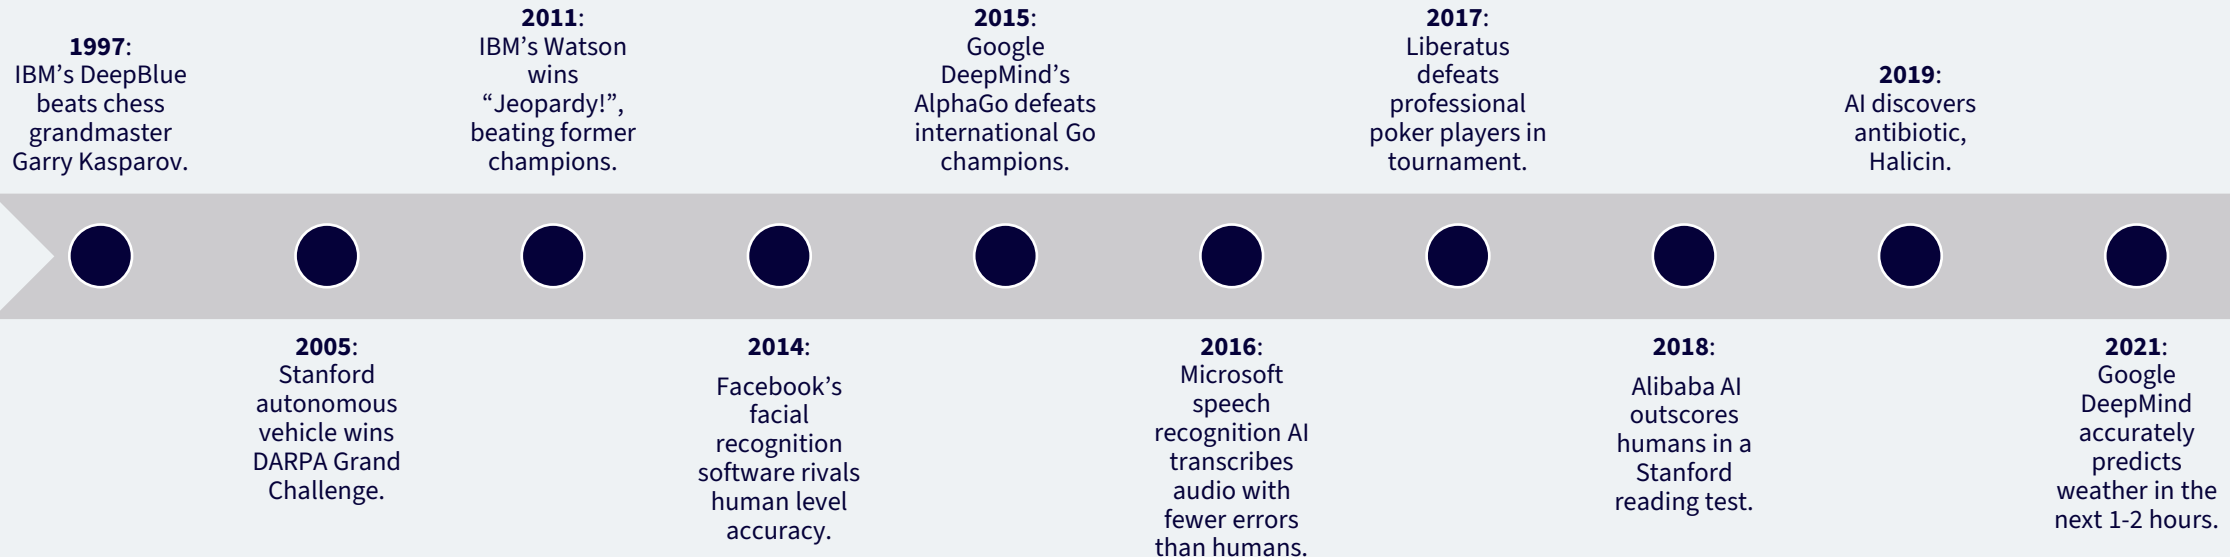 1997:
IBM’s DeepBlue
beats chess
grandmaster
Garry Kasparov.
2005:
Stanford
autonomous
vehicle wins
DARPA Grand
Challenge.
2011:
IBM’s Watson
wins
“Jeopardy!”,
beating former
champions.
2014:
Facebook’s
facial
recognition
software rivals
human level
accuracy.
2015:
Google
DeepMind’s
AlphaGo defeats
international Go
champions.
2016:
Microsoft
speech
recognition AI
transcribes
audio with
fewer errors
than humans.
2017:
Liberatus
defeats
professional
poker players in
tournament.
2018:
Alibaba AI
outscores
humans in a
Stanford
reading test.
2019:
AI discovers
antibiotic,
Halicin.
2021:
Google
DeepMind
accurately
predicts
weather in the
next 1-2 hours.